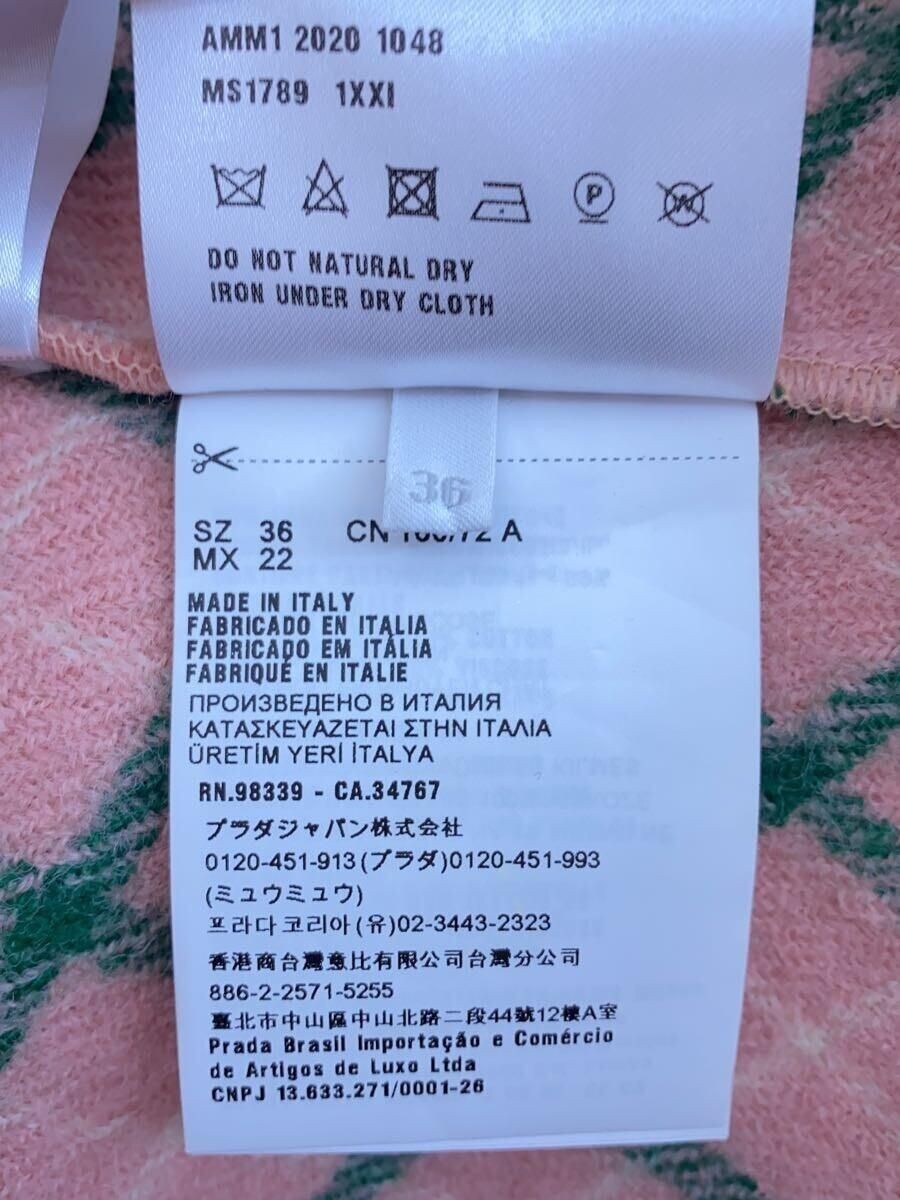 AMM1 2020 1048
MS1789 1XXI
P
W
DO NOT NATURAL DRY
IRON UNDER DRY CLOTH
36
SZ 36 CN A
MX 22
MADE IN ITALY
FABRICADO EN ITALIA
FABRICADO EM ITÁLIA
FABRIQUÉ EN ITALIE
ПРОИЗВЕДЕНО В ИТАЛИЯ
ΚΑΤΑΣΚΕΥΑΖΕΤΑΙ ΣΤΗΝ ΙΤΑΛΙΑ
ÜRETİM YERİ İTALYA
RN.98339 - CA.34767
プラダジャパン株式会社
0120-451-913(プラダ)0120-451-993
(ミュウミュウ)
프라다코리아(유)02-3443-2323
香港商台灣意比有限公司台灣分公司
886-2-2571-5255
臺北市中山區中山北路二段44號12樓A室
Prada Brasil Importação e Comércio
de Artigos de Luxo Ltda
CNPJ 13.633.271/0001-26